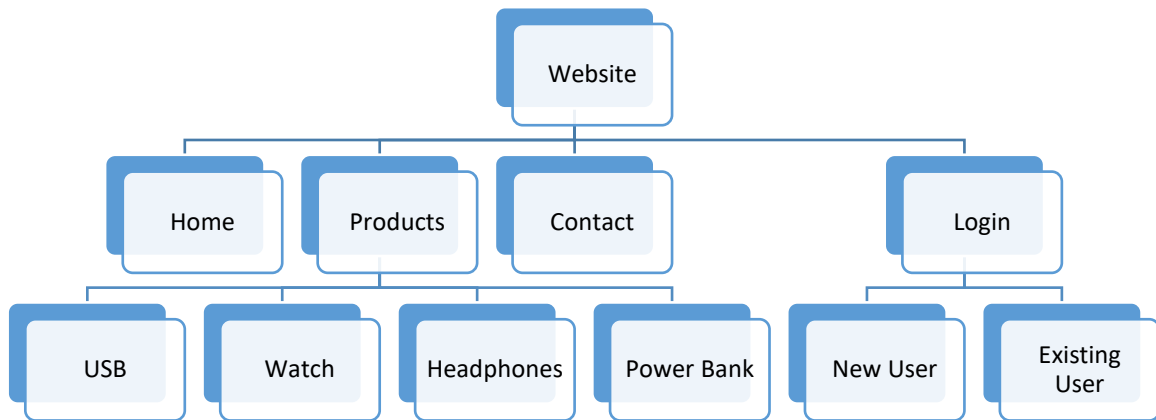 Website
Home
Products
Contact
Login
USB
Watch
Headphones
Power Bank
New User
Existing
User